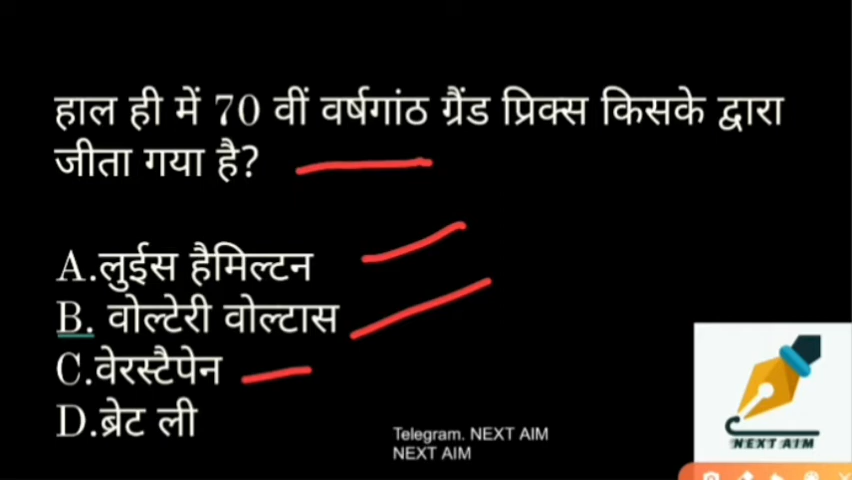 हाल ही में 70 वीं वर्षगांठ ग्रैंड प्रिक्स किसके द्वारा
जीता गया है?
A.लुईस हैमिल्टन
B. वोल्टेरी वोल्टास
C.वेरस्टैपेन
D.ब्रेट ली
Telegram. NEXT AIM
NEXT AIM
NEXT AIM